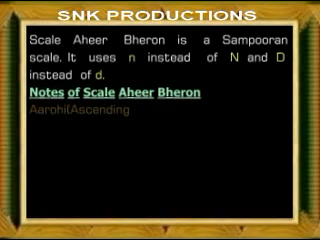 SNK PRODUCTIONS
Scale Aheer Bheron is a Sampooran
scale. It uses n instead of N and D
instead of d.
Notes of Scale Aheer Bheron
Aarohi(Ascending